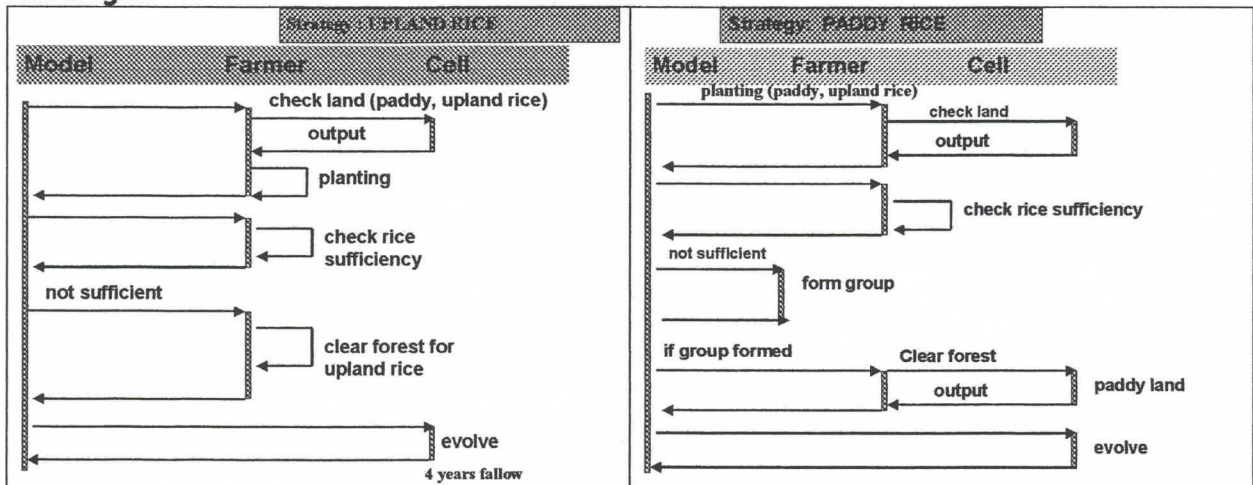 Strategy : UPLAND RICE
Model Farmer Cell
check land (paddy, upland rice)
output
planting
check rice
sufficiency
not sufficient
clear forest for
upland rice
evolve
4 years fallow
Strategy: PADDY RICE
Model Farmer Cell
planting (paddy, upland rice)
check land
output
check rice sufficiency
not sufficient
form group
if group formed
Clear forest
output
paddy land
evolve